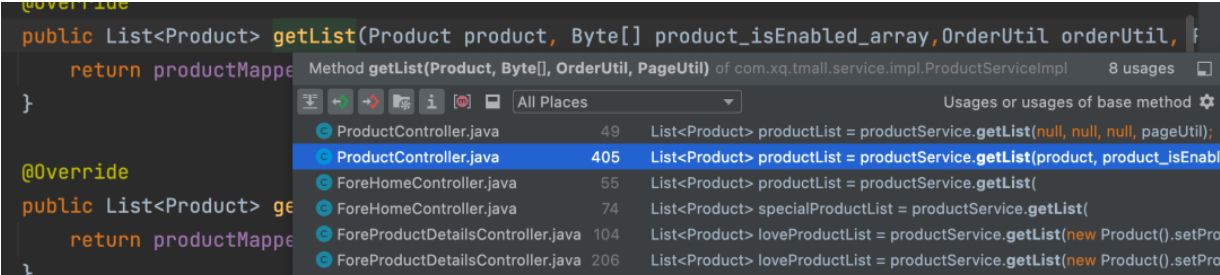 @Override
public List<Product> getList(Product product, Byte[] product_isEnabled_array,OrderUtil orderUtil,
return productMappe
Method getList(Product, Byte[], OrderUtil, PageUtil) of com.xq.tmall.service.impl.ProductServiceImpl 8 usages
}
All Places Usages or usages of base method
ProductController.java 49 List<Product> productList = productService.getList(null, null, null, pageUtil);
ProductController.java 405 List<Product> productList = productService.getList(product, product_isEnabl
@Override
ForeHomeController.java 55 List<Product> productList = productService.getList(
public List<Product> ge
ForeHomeController.java 74 List<Product> specialProductList = productService.getList(
return productMappe
ForeProductDetailsController.java 104 List<Product> loveProductList = productService.getList(new Product().setPro
ForeProductDetailsController.java 206 List<Product> loveProductList = productService.getList(new Product().setPro
}